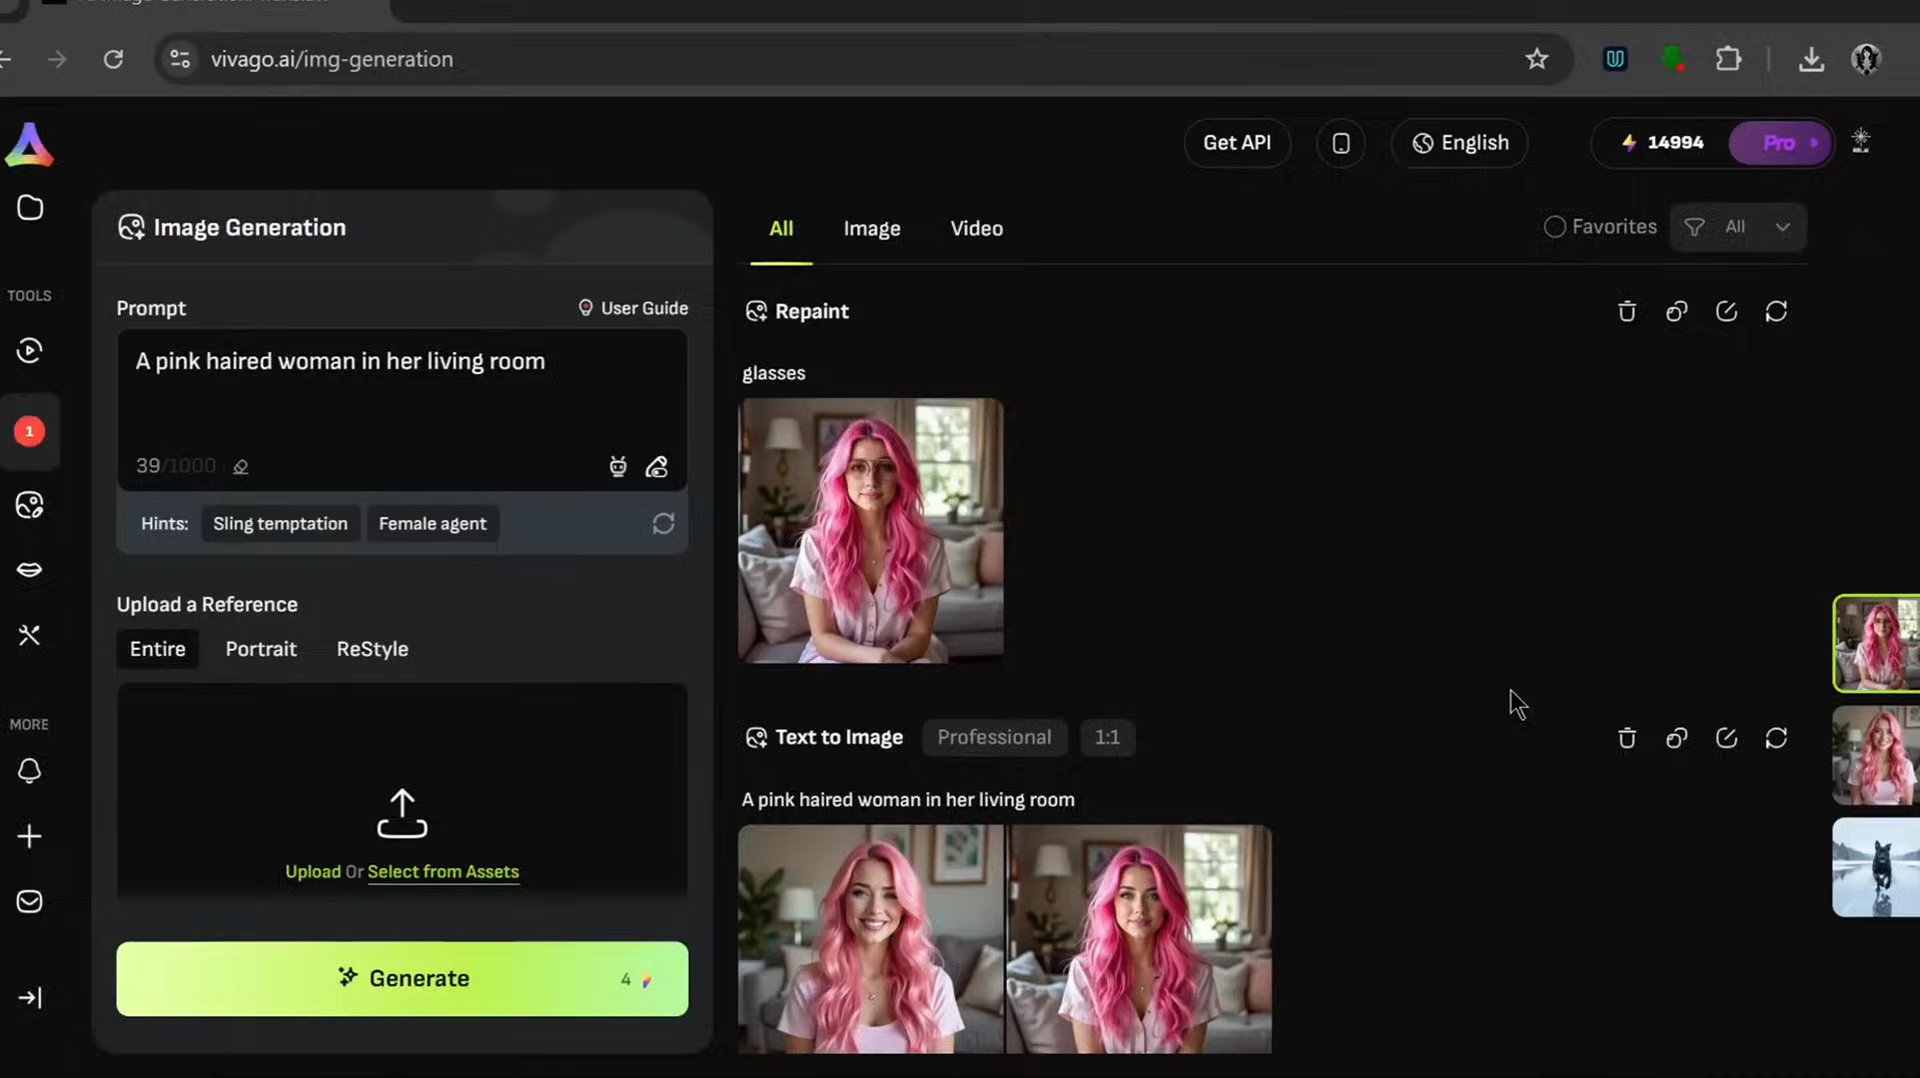 vivago.ai/img-generation
Get API
English
14994
Pro
Image Generation
All
Image
Video
Favorites
All
TOOLS
Prompt
User Guide
A pink haired woman in her living room
39/1000
1
Hints:
Sling temptation
Female agent
Upload a Reference
Entire
Portrait
ReStyle
MORE
Upload Or Select from Assets
Generate
4
Repaint
glasses
Text to Image
Professional
1:1
A pink haired woman in her living room